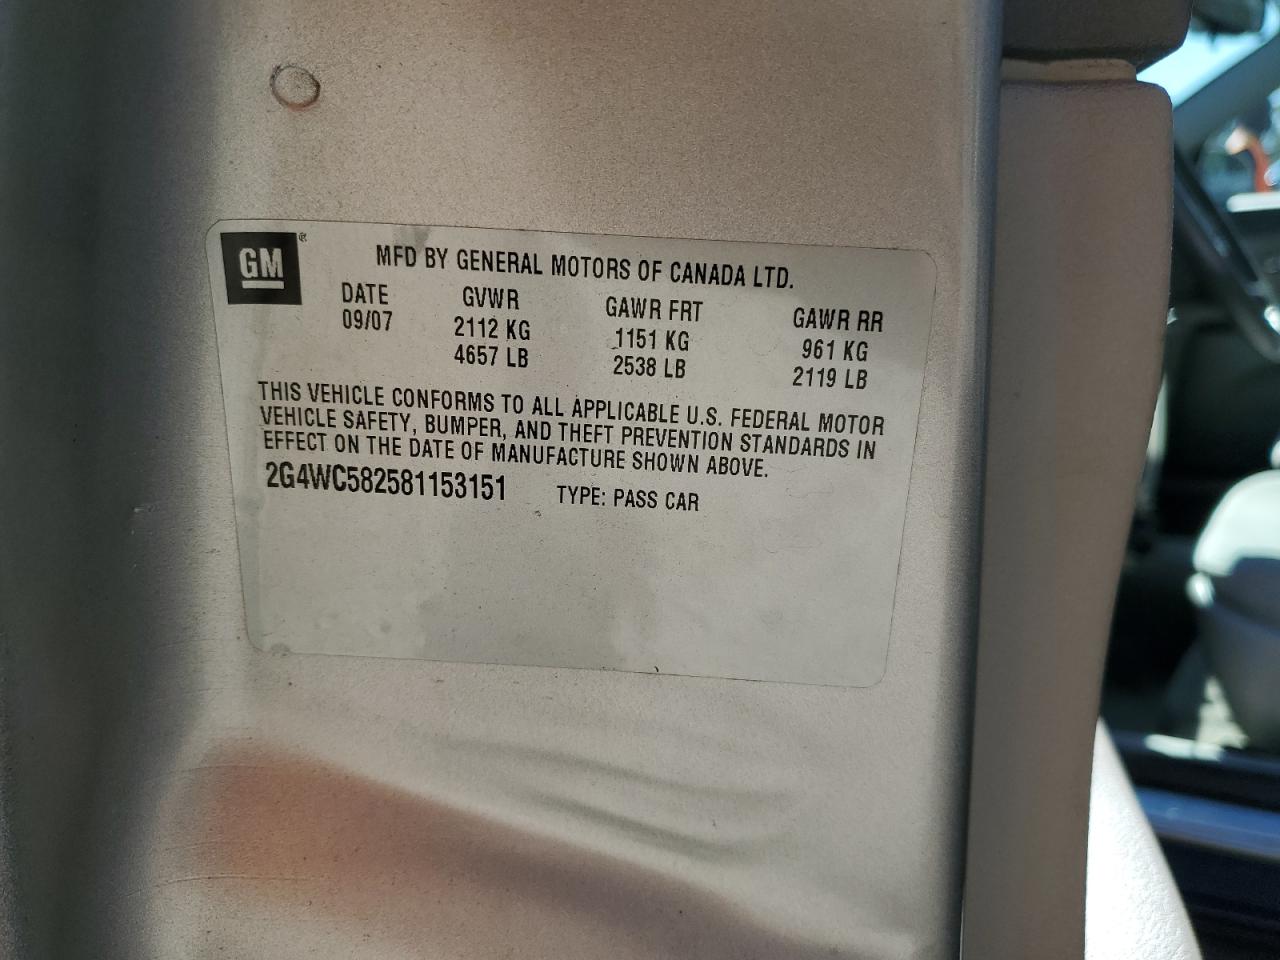 GM®
MFD BY GENERAL MOTORS OF CANADA LTD.
DATE GVWR GAWR FRT GAWR RR
09/07 2112 KG 1151 KG 961 KG
4657 LB 2538 LB 2119 LB
THIS VEHICLE CONFORMS TO ALL APPLICABLE U.S. FEDERAL MOTOR
VEHICLE SAFETY, BUMPER, AND THEFT PREVENTION STANDARDS IN
EFFECT ON THE DATE OF MANUFACTURE SHOWN ABOVE.
2G4WC582581153151 TYPE: PASS CAR